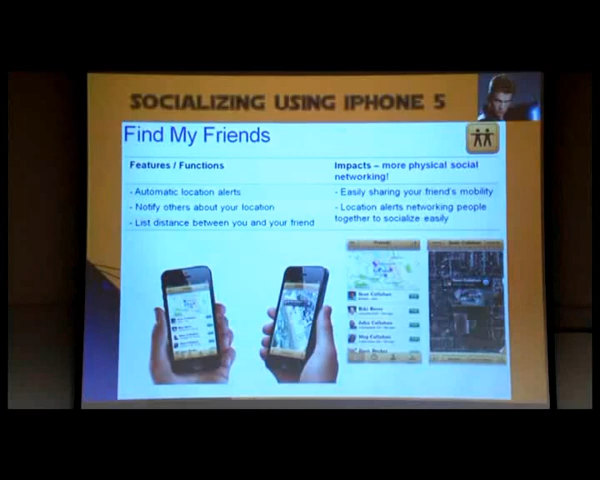 SOCIALIZING USING IPHONE 5
Find My Friends
Features / Functions
Impacts – more physical social
networking!
- Automatic location alerts
- Notify others about your location
- List distance between you and your friend
- Easily sharing your friend's mobility
- Location alerts networking people
together to socialize easily
Friends